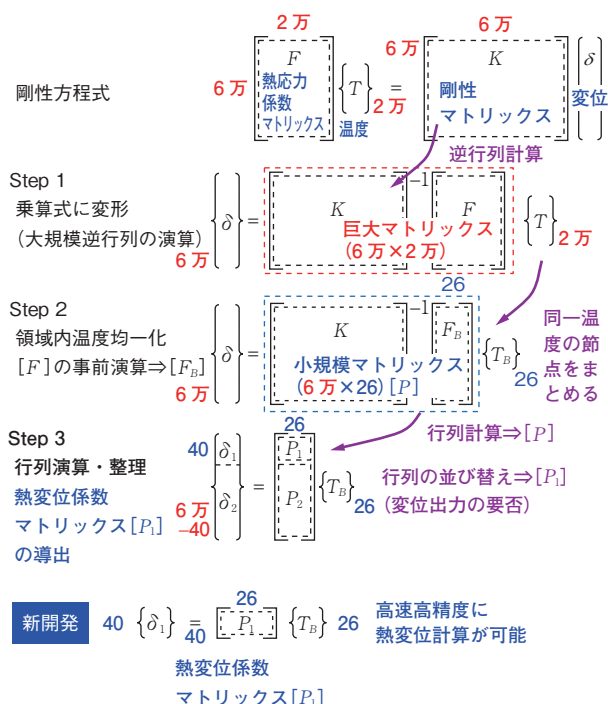 2 万
6 万
6 万
6 万
剛性方程式
F
熱応力
係数
マトリックス
{T}
温度
2 万
=
K
剛性
マトリックス
{δ}
変位
逆行列計算
Step 1
乗算式に変形
(大規模逆行列の演算)
6 万
{δ} =
K
−1
F
巨大マトリックス
(6 万×2 万)
{T}
2 万
Step 2
領域内温度均一化
[F]の事前演算⇒[F_B]
6 万
{δ} =
26
K
−1
F_B
小規模マトリックス
(6 万×26)[P]
{T_B}
26
同一温
度の節
点をま
とめる
行列計算⇒[P]
Step 3
行列演算・整理
熱変位係数
マトリックス[P₁]
の導出
40
6 万
−40
δ₁
δ₂
=
26
P₁
P₂
{T_B}
26
行列の並び替え⇒[P₁]
(変位出力の要否)
新開発
40 {δ₁} =
26
40
[P₁]
{T_B} 26
高速高精度に
熱変位計算が可能
熱変位係数
マトリックス[P₁]